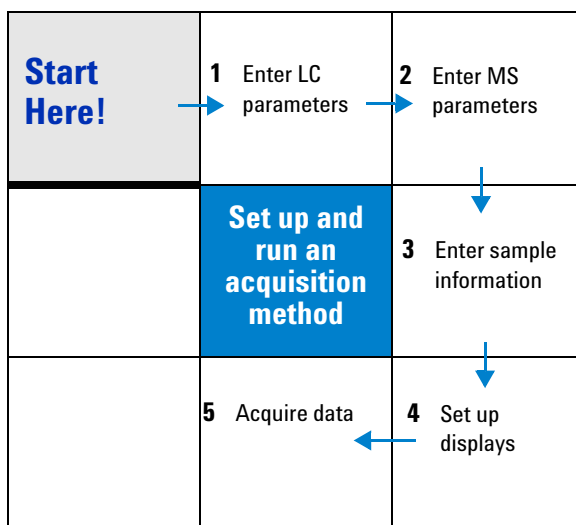 Start
Here!
1 Enter LC
parameters
2 Enter MS
parameters
Set up and
run an
acquisition
method
3 Enter sample
information
4 Set up
displays
5 Acquire data